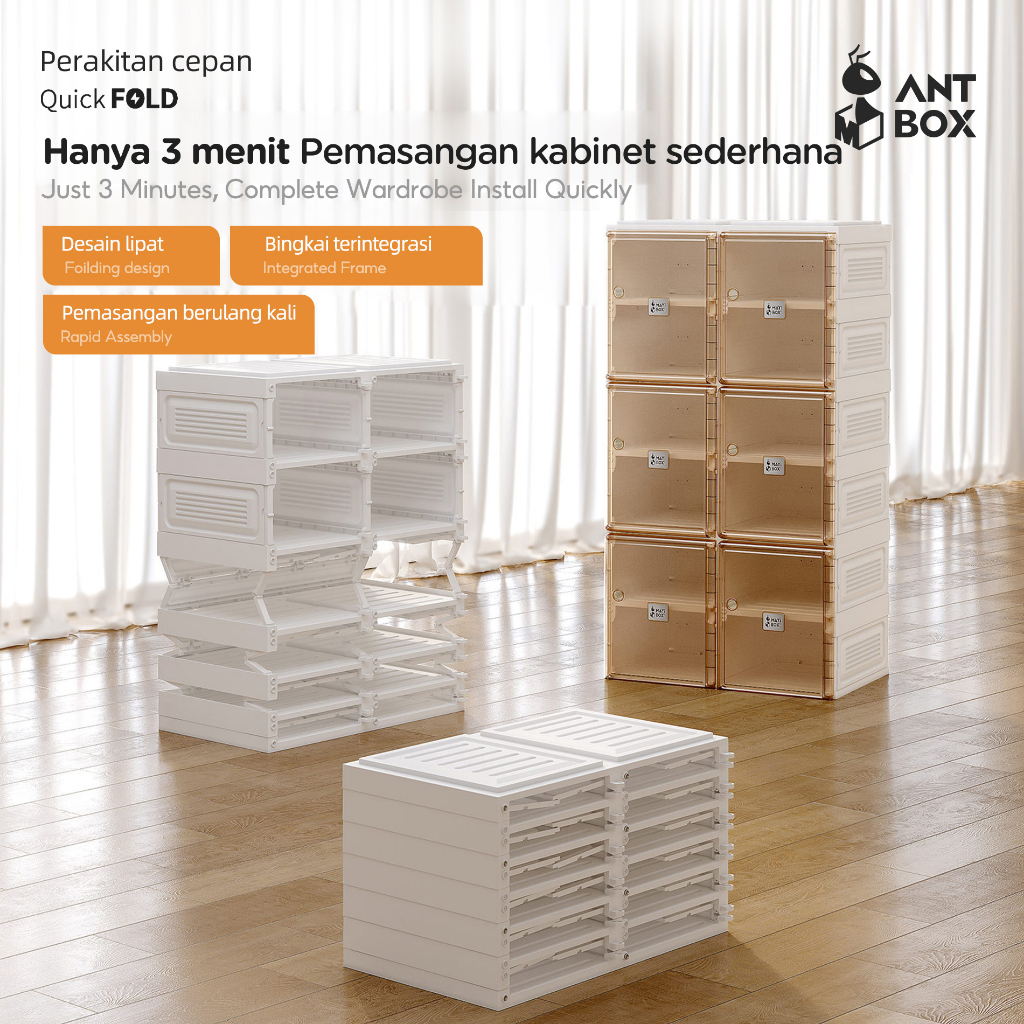 Perakitan cepan
Quick FOLD
ANT
BOX
Hanya 3 menit Pemasangan kabinet sederhana
Just 3 Minutes, Complete Wardrobe Install Quickly
Desain lipat
Foilding design
Bingkai terintegrasi
Integrated Frame
Pemasangan berulang kali
Rapid Assembly